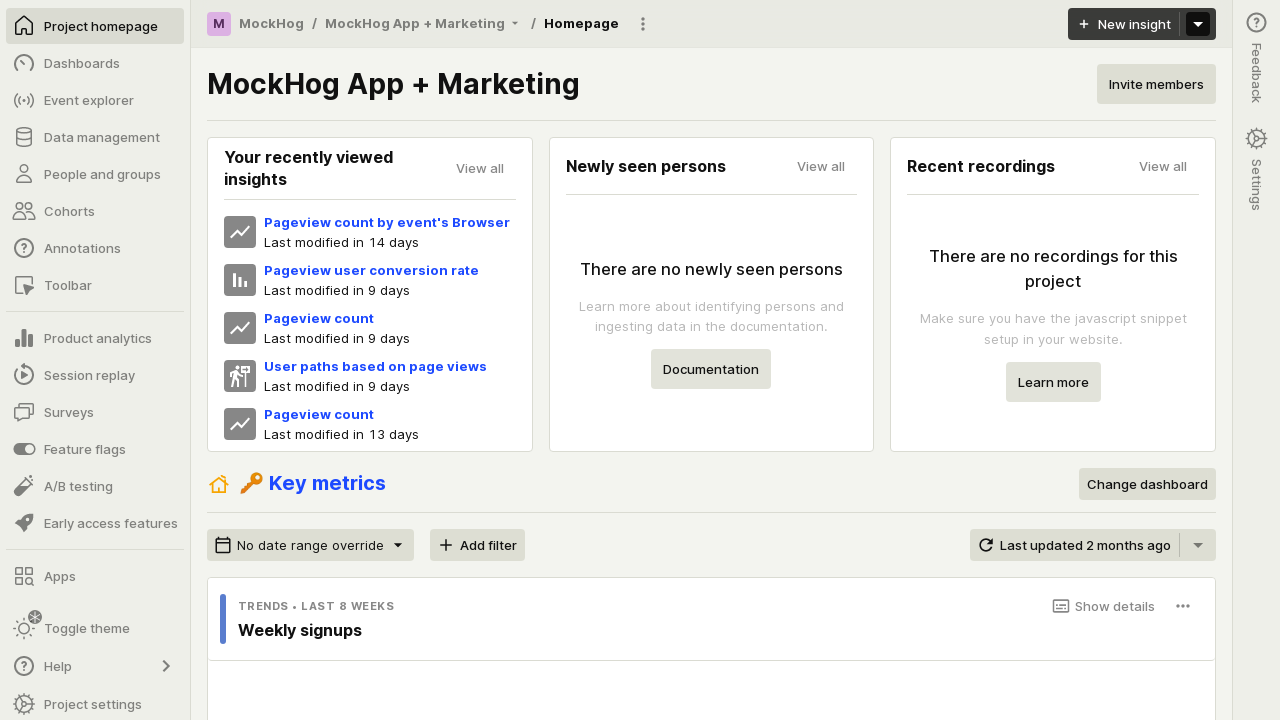 Project homepage
Dashboards
Event explorer
Data management
People and groups
Cohorts
Annotations
Toolbar
Product analytics
Session replay
Surveys
Feature flags
A/B testing
Early access features
Apps
Toggle theme
Help
Project settings
M MockHog / MockHog App + Marketing / Homepage
New insight
MockHog App + Marketing
Invite members
Your recently viewed
insights
View all
Pageview count by event's Browser
Last modified in 14 days
Pageview user conversion rate
Last modified in 9 days
Pageview count
Last modified in 9 days
User paths based on page views
Last modified in 9 days
Pageview count
Last modified in 13 days
Newly seen persons
View all
There are no newly seen persons
Learn more about identifying persons and
ingesting data in the documentation.
Documentation
Recent recordings
View all
There are no recordings for this
project
Make sure you have the javascript snippet
setup in your website.
Learn more
🔑 Key metrics
Change dashboard
No date range override
Add filter
Last updated 2 months ago
TRENDS • LAST 8 WEEKS
Show details
Weekly signups
Feedback
Settings